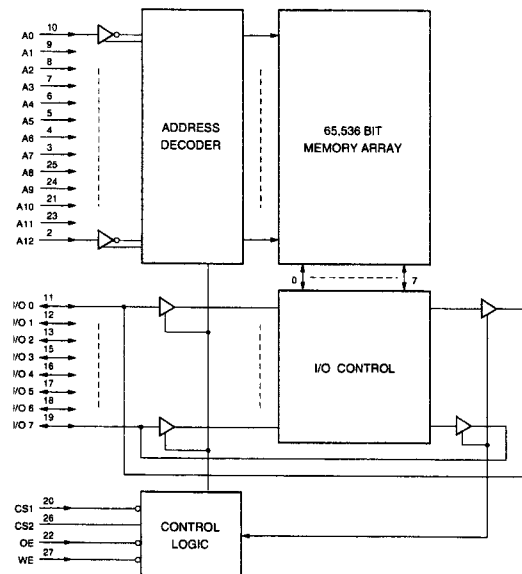 A0 10
A1 9
A2 8
A3 7
A4 6
A5 5
A6 4
A7 3
A8 25
A9 24
A10 21
A11 23
A12 2
ADDRESS
DECODER
65,536 BIT
MEMORY ARRAY
0 7
I/O 0 11
I/O 1 12
I/O 2 13
I/O 3 15
I/O 4 16
I/O 5 17
I/O 6 18
I/O 7 19
I/O CONTROL
CS1 20
CS2 26
OE 22
WE 27
CONTROL
LOGIC